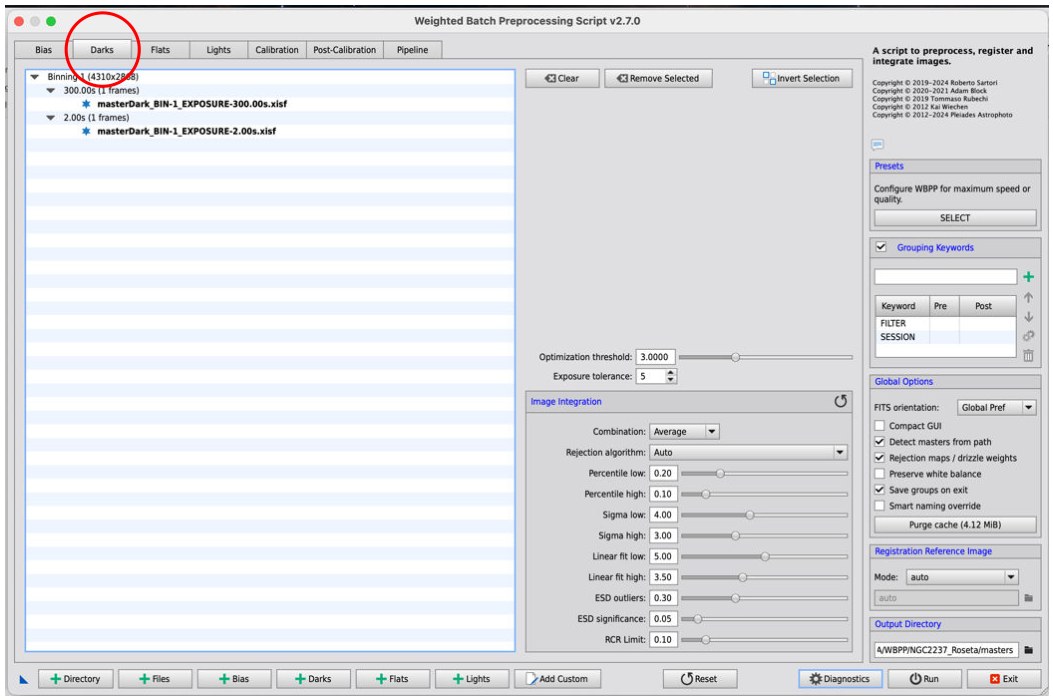 Weighted Batch Preprocessing Script v2.7.0
Bias Darks Flats Lights Calibration Post-Calibration Pipeline
Binning 1 (4310x2868)
300.00s (1 frames)
masterDark_BIN-1_EXPOSURE-300.00s.xisf
2.00s (1 frames)
masterDark_BIN-1_EXPOSURE-2.00s.xisf
Clear Remove Selected Invert Selection
Optimization threshold: 3.0000
Exposure tolerance: 5
Image Integration
Combination: Average
Rejection algorithm: Auto
Percentile low: 0.20
Percentile high: 0.10
Sigma low: 4.00
Sigma high: 3.00
Linear fit low: 5.00
Linear fit high: 3.50
ESD outliers: 0.30
ESD significance: 0.05
RCR Limit: 0.10
A script to preprocess, register and
integrate images.
Copyright © 2019-2024 Roberto Sartori
Copyright © 2020-2021 Adam Block
Copyright © 2019 Tommaso Rubechi
Copyright © 2012 Kai Wiechen
Copyright © 2012-2024 Pleiades Astrophoto
Presets
Configure WBPP for maximum speed or
quality.
SELECT
Grouping Keywords
Keyword Pre Post
FILTER
SESSION
Global Options
FITS orientation: Global Pref
Compact GUI
Detect masters from path
Rejection maps / drizzle weights
Preserve white balance
Save groups on exit
Smart naming override
Purge cache (4.12 MiB)
Registration Reference Image
Mode: auto
auto
Output Directory
4/WBPP/NGC2237_Roseta/masters
Directory Files Bias Darks Flats Lights Add Custom Reset Diagnostics Run Exit